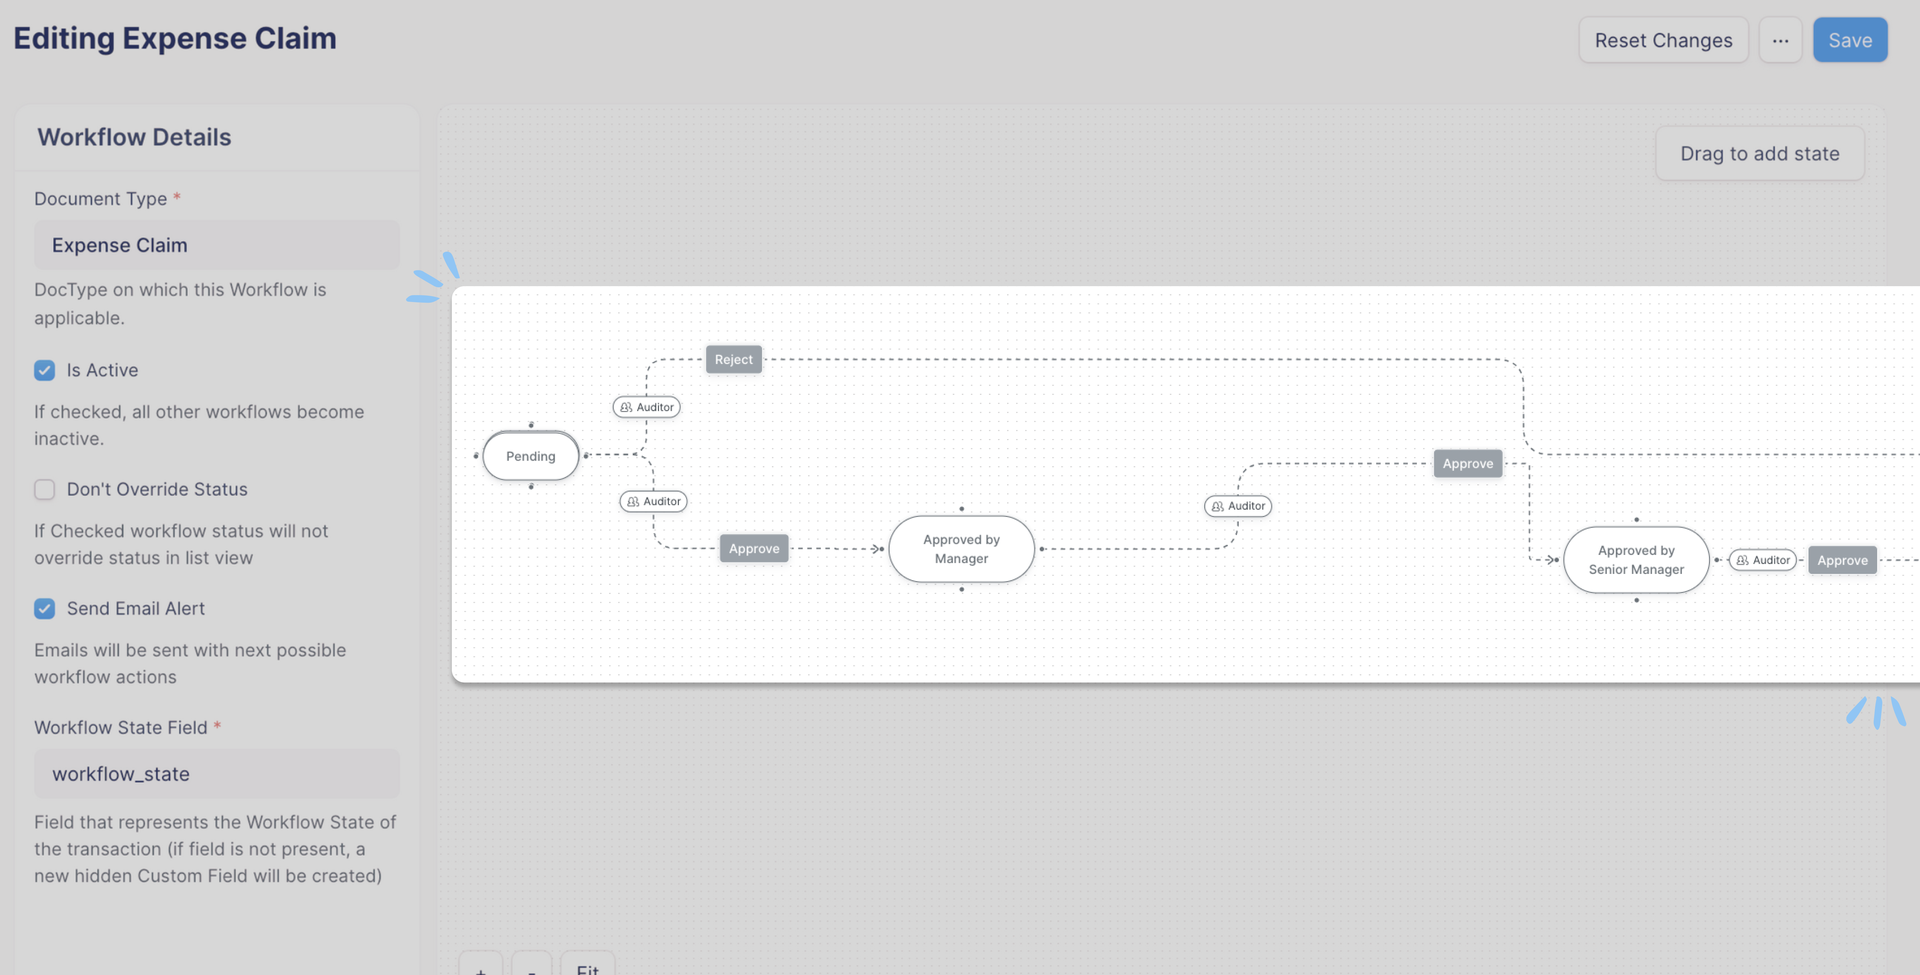 Editing Expense Claim
Reset Changes
...
Save
Workflow Details
Drag to add state
Document Type *
Expense Claim
DocType on which this Workflow is
applicable.
Is Active
If checked, all other workflows become
inactive.
Don't Override Status
If Checked workflow status will not
override status in list view
Send Email Alert
Emails will be sent with next possible
workflow actions
Workflow State Field *
workflow_state
Field that represents the Workflow State of
the transaction (if field is not present, a
new hidden Custom Field will be created)
Reject
Auditor
Pending
Auditor
Approve
Approved by
Manager
Auditor
Approve
Approved by
Senior Manager
Auditor
Approve
+
-
Fit